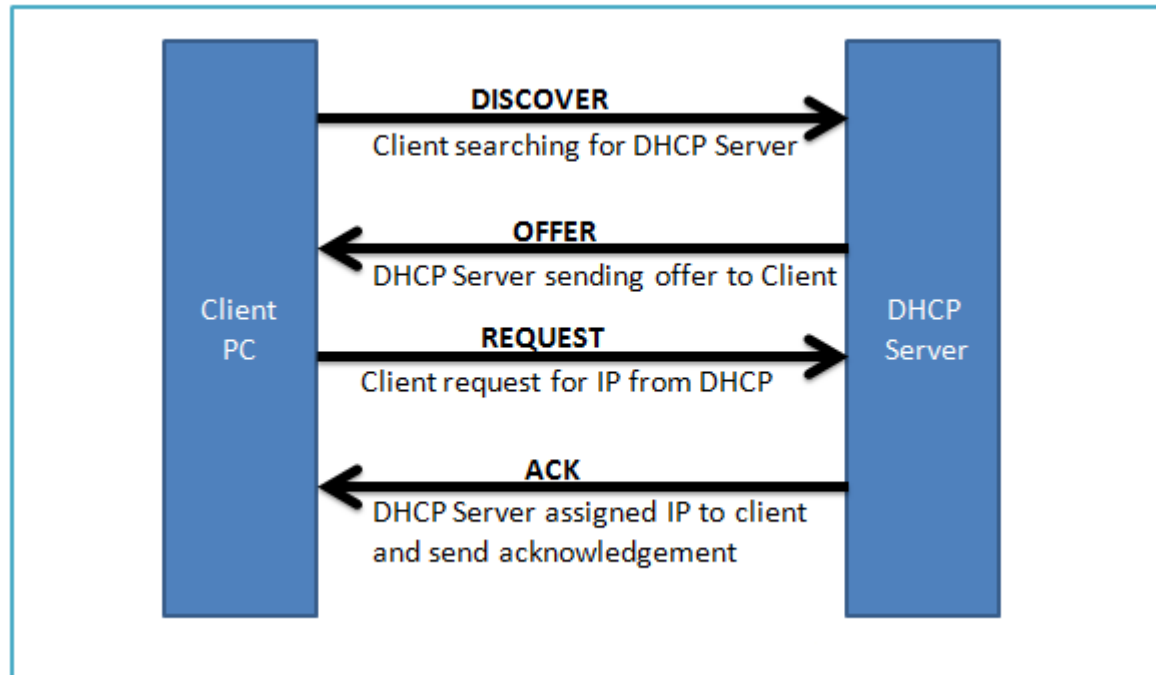 DISCOVER
Client searching for DHCP Server
OFFER
DHCP Server sending offer to Client
Client
PC
DHCP
Server
REQUEST
Client request for IP from DHCP
ACK
DHCP Server assigned IP to client
and send acknowledgement